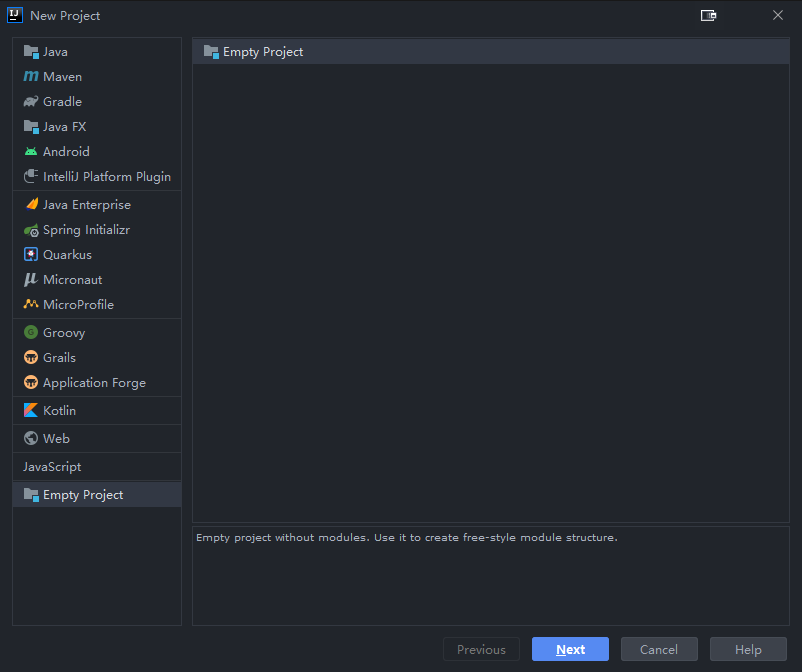 New Project
Java
Maven
Gradle
Java FX
Android
IntelliJ Platform Plugin
Java Enterprise
Spring Initializr
Quarkus
Micronaut
MicroProfile
Groovy
Grails
Application Forge
Kotlin
Web
JavaScript
Empty Project
Empty Project
Empty project without modules. Use it to create free-style module structure.
Previous
Next
Cancel
Help